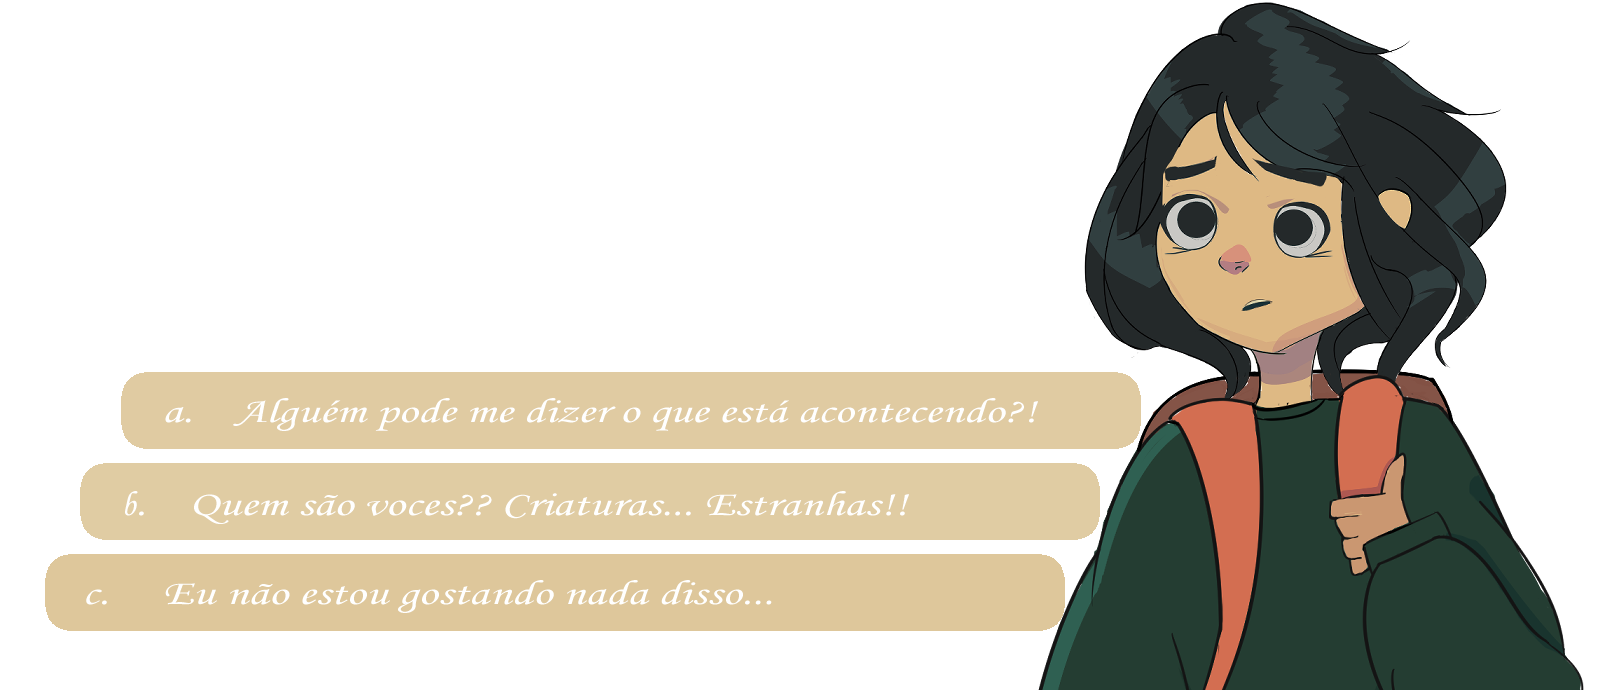 a. Alguém pode me dizer o que está acontecendo?!
b. Quem são voces?? Criaturas... Estranhas!!
c. Eu não estou gostando nada disso...